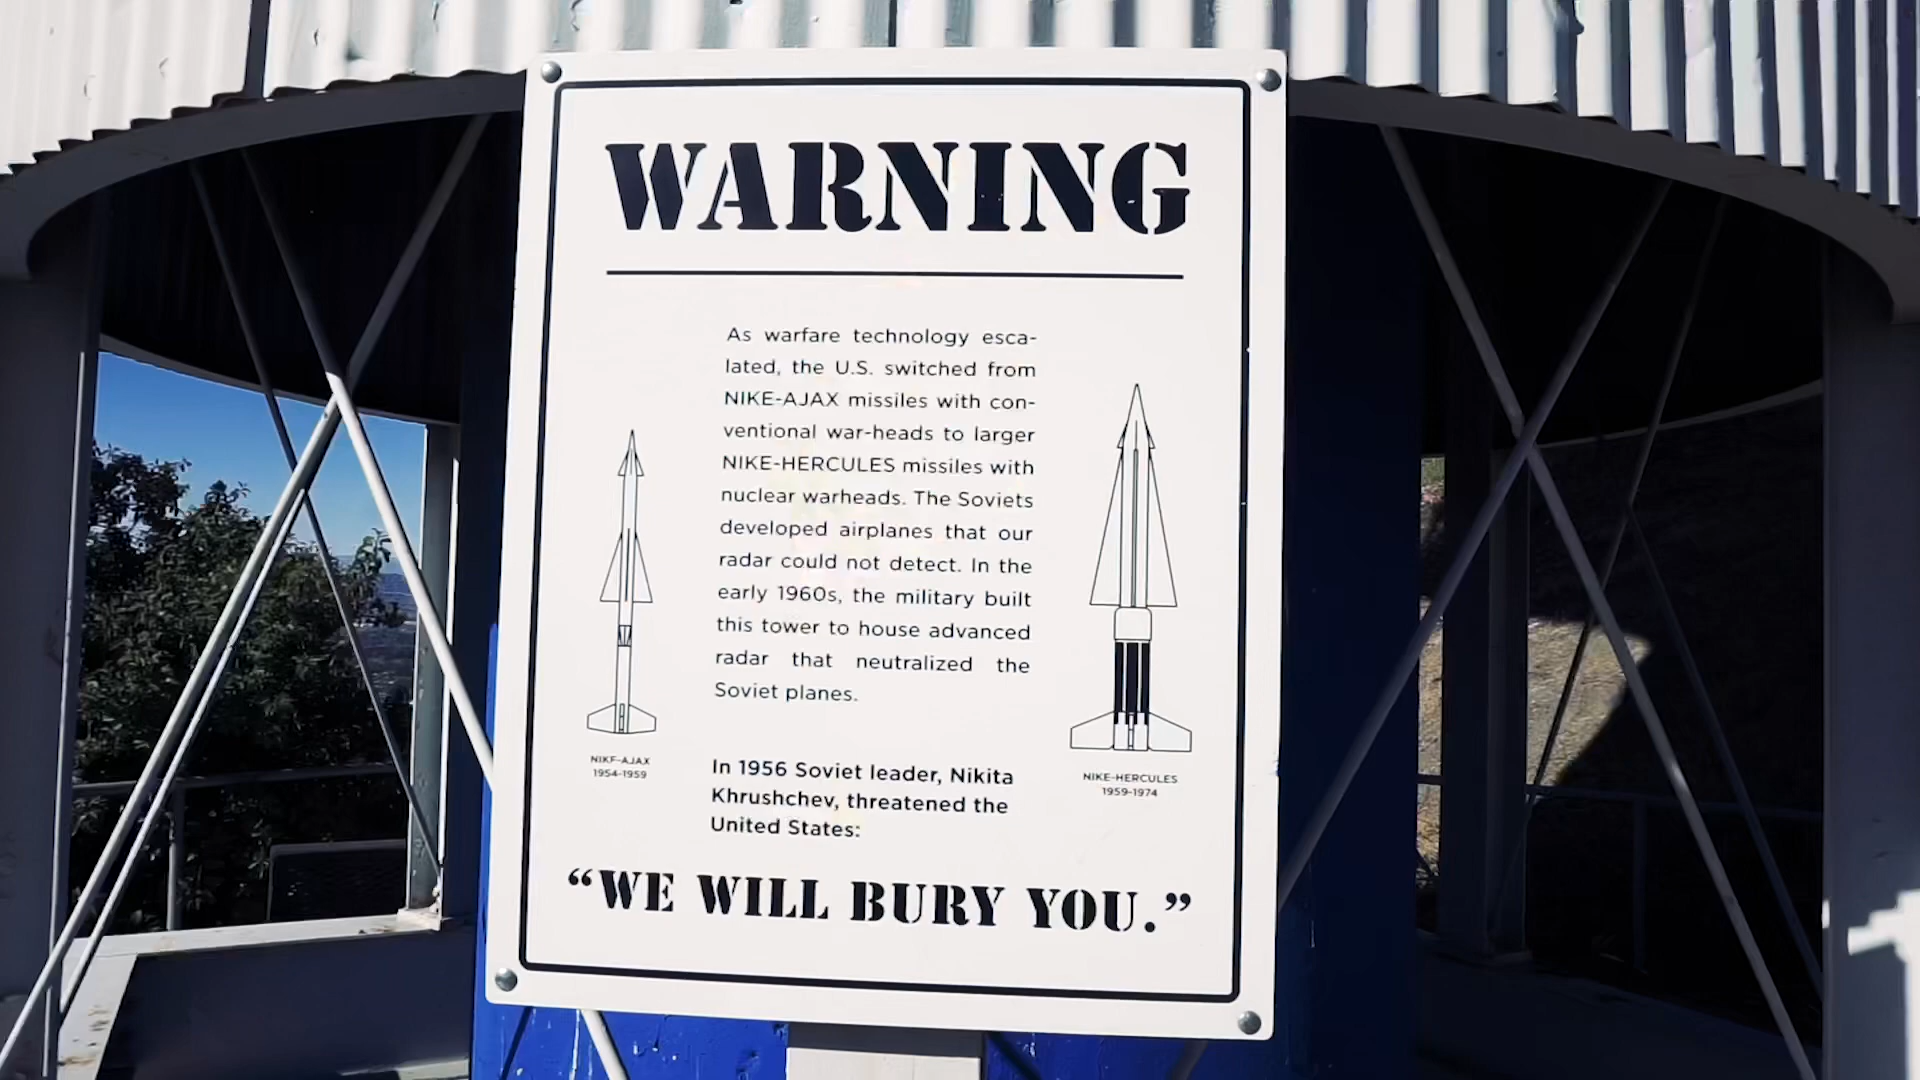 WARNING
As warfare technology esca-
lated, the U.S. switched from
NIKE-AJAX missiles with con-
ventional war-heads to larger
NIKE-HERCULES missiles with
nuclear warheads. The Soviets
developed airplanes that our
radar could not detect. In the
early 1960s, the military built
this tower to house advanced
radar that neutralized the
Soviet planes.
NIKE-AJAX
1954-1959
NIKE-HERCULES
1959-1974
In 1956 Soviet leader, Nikita
Khrushchev, threatened the
United States:
“WE WILL BURY YOU.”